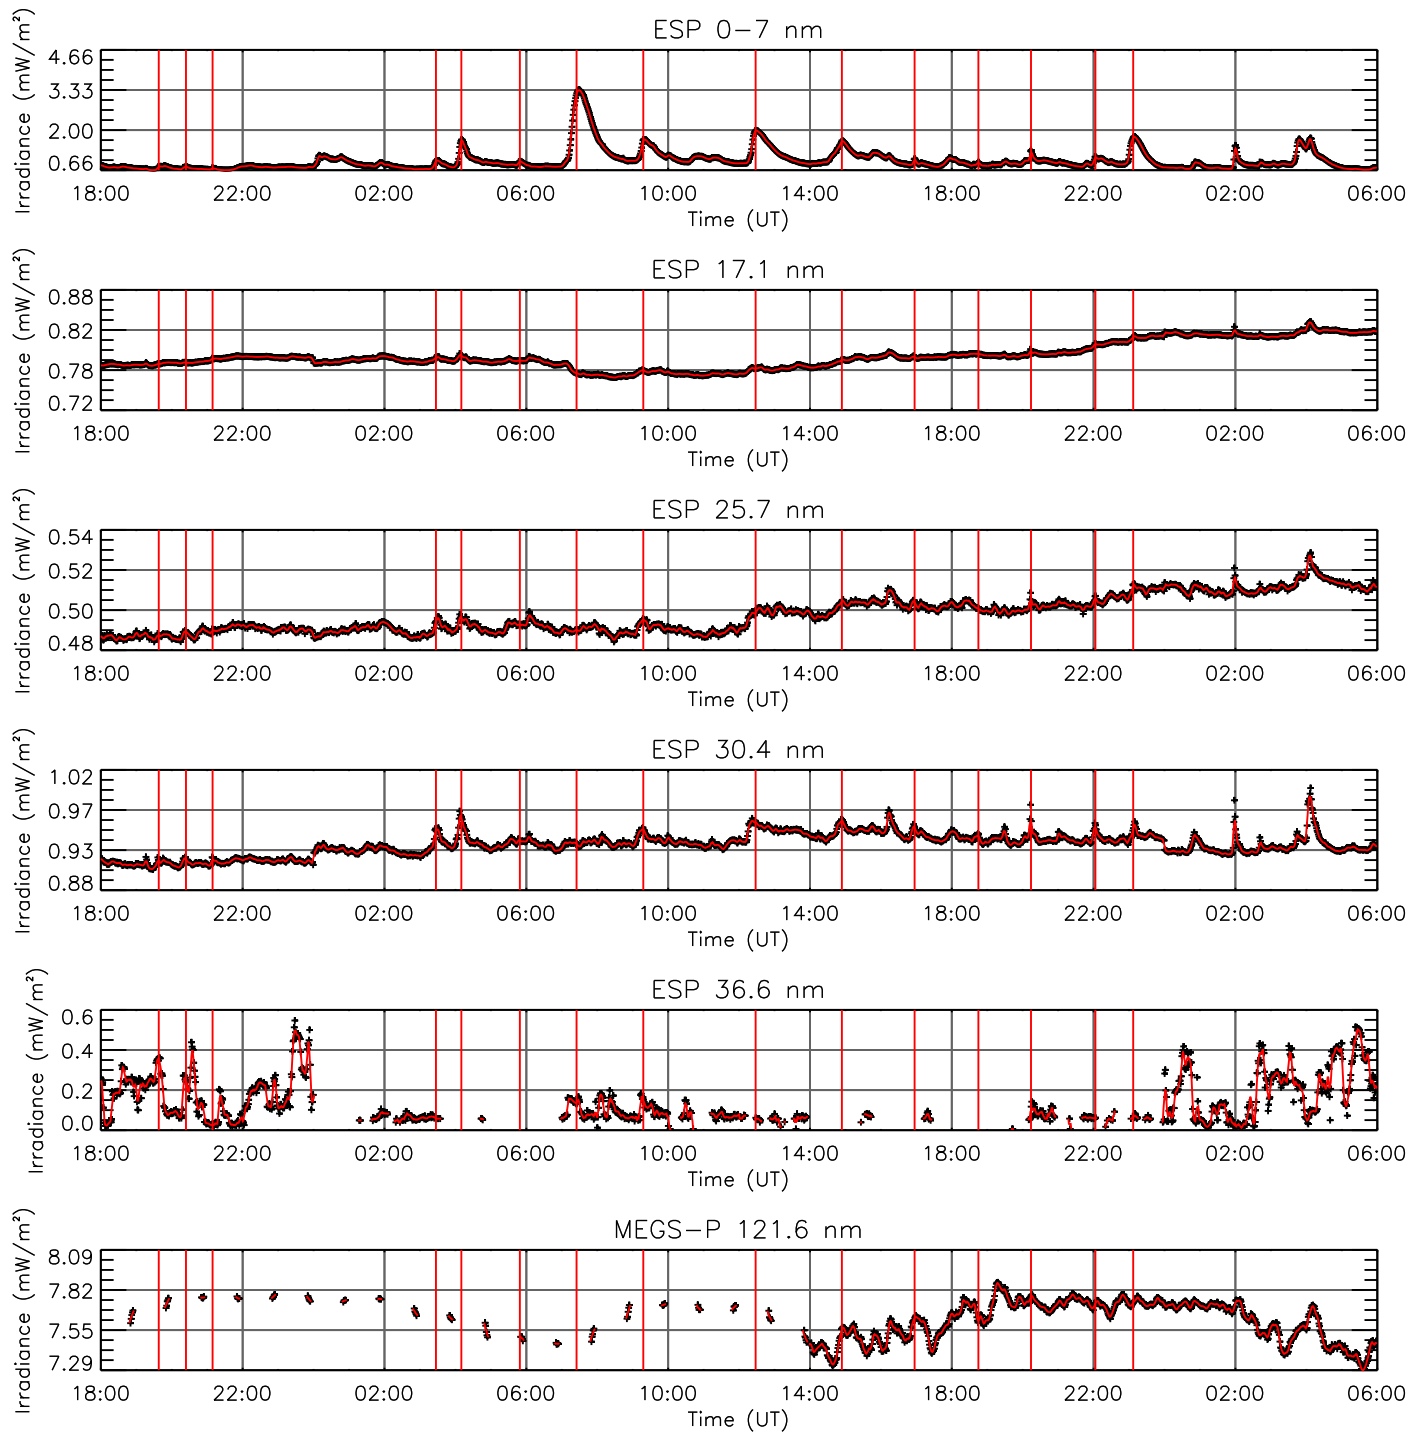 ESP 0-7 nm
Irradiance (mW/m²)
4.66
3.33
2.00
0.66
18:00 22:00 02:00 06:00 10:00 14:00 18:00 22:00 02:00 06:00
Time (UT)
ESP 17.1 nm
Irradiance (mW/m²)
0.88
0.82
0.78
0.72
18:00 22:00 02:00 06:00 10:00 14:00 18:00 22:00 02:00 06:00
Time (UT)
ESP 25.7 nm
Irradiance (mW/m²)
0.54
0.52
0.50
0.48
18:00 22:00 02:00 06:00 10:00 14:00 18:00 22:00 02:00 06:00
Time (UT)
ESP 30.4 nm
Irradiance (mW/m²)
1.02
0.97
0.93
0.88
18:00 22:00 02:00 06:00 10:00 14:00 18:00 22:00 02:00 06:00
Time (UT)
ESP 36.6 nm
Irradiance (mW/m²)
0.6
0.4
0.2
0.0
18:00 22:00 02:00 06:00 10:00 14:00 18:00 22:00 02:00 06:00
Time (UT)
MEGS-P 121.6 nm
Irradiance (mW/m²)
8.09
7.82
7.55
7.29
18:00 22:00 02:00 06:00 10:00 14:00 18:00 22:00 02:00 06:00
Time (UT)